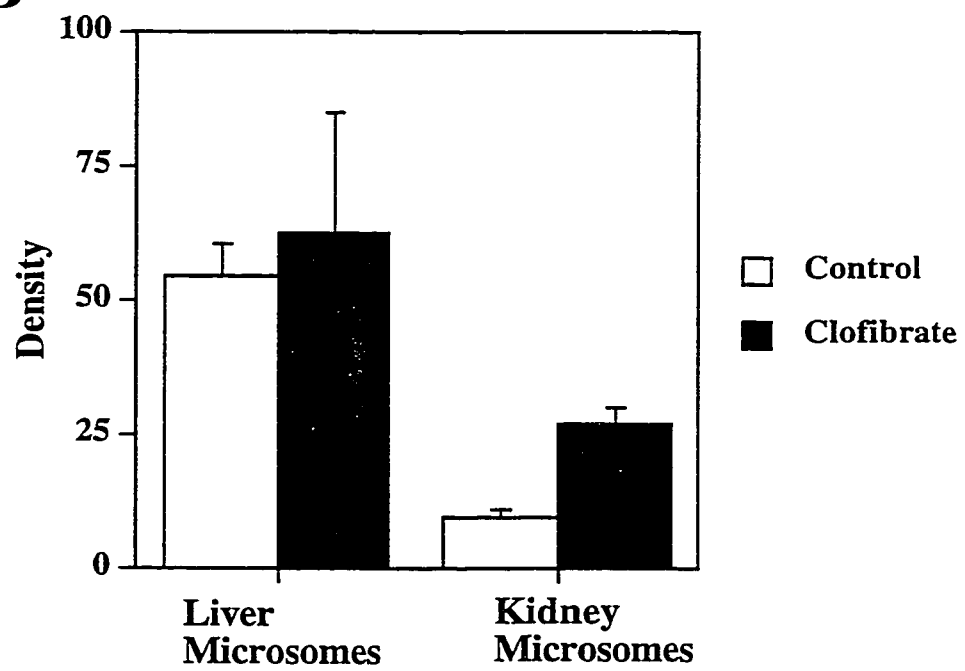 100
75
50
25
0
Density
Control
Clofibrate
Liver
Microsomes
Kidney
Microsomes